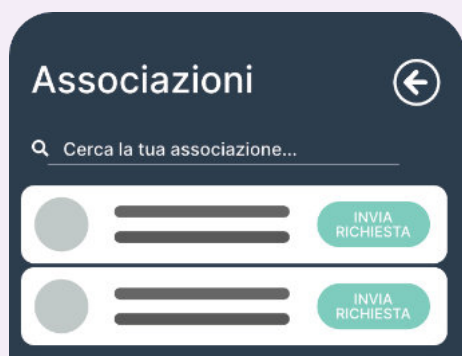 Associazioni
Cerca la tua associazione...
INVIA
RICHIESTA
INVIA
RICHIESTA